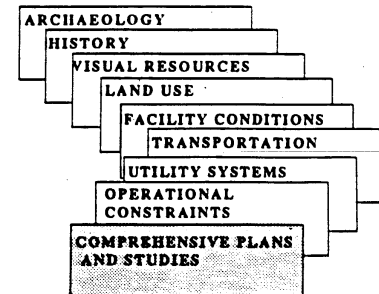 ARCHAEOLOGY
HISTORY
VISUAL RESOURCES
LAND USE
FACILITY CONDITIONS
TRANSPORTATION
UTILITY SYSTEMS
OPERATIONAL
CONSTRAINTS
COMPREHENSIVE PLANS
AND STUDIES